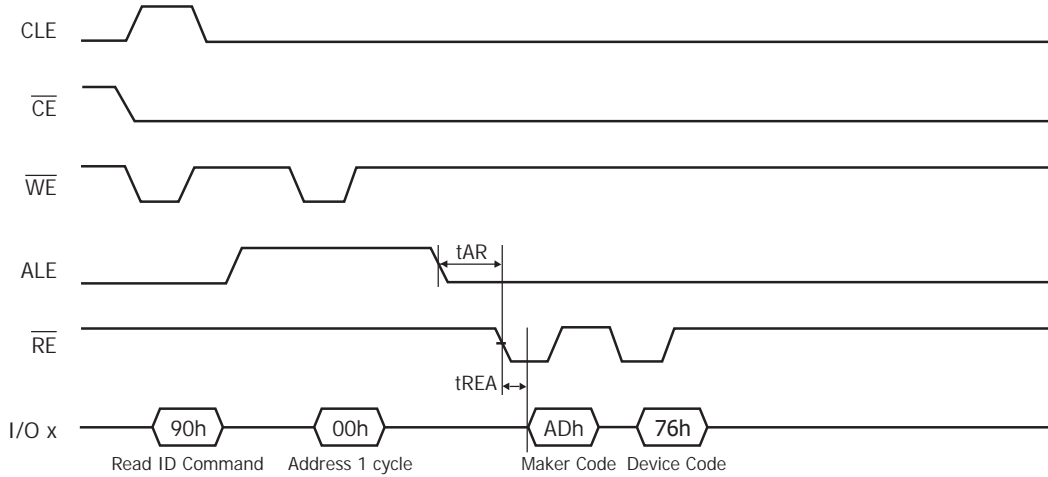 CLE
CE
WE
ALE
tAR
RE
tREA
I/O x
90h
00h
ADh
76h
Read ID Command
Address 1 cycle
Maker Code
Device Code